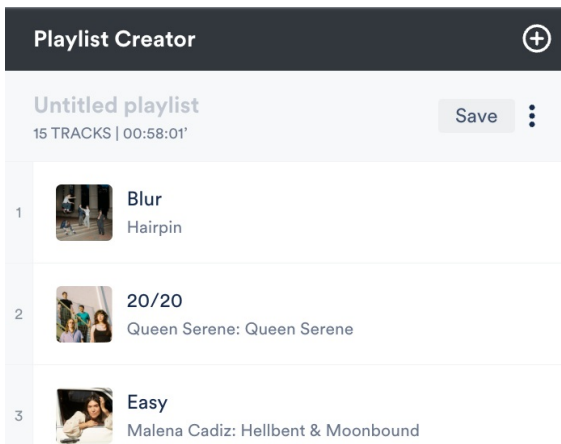 Playlist Creator
Untitled playlist
Save
15 TRACKS | 00:58:01’
1
Blur
Hairpin
2
20/20
Queen Serene: Queen Serene
3
Easy
Malena Cadiz: Hellbent & Moonbound